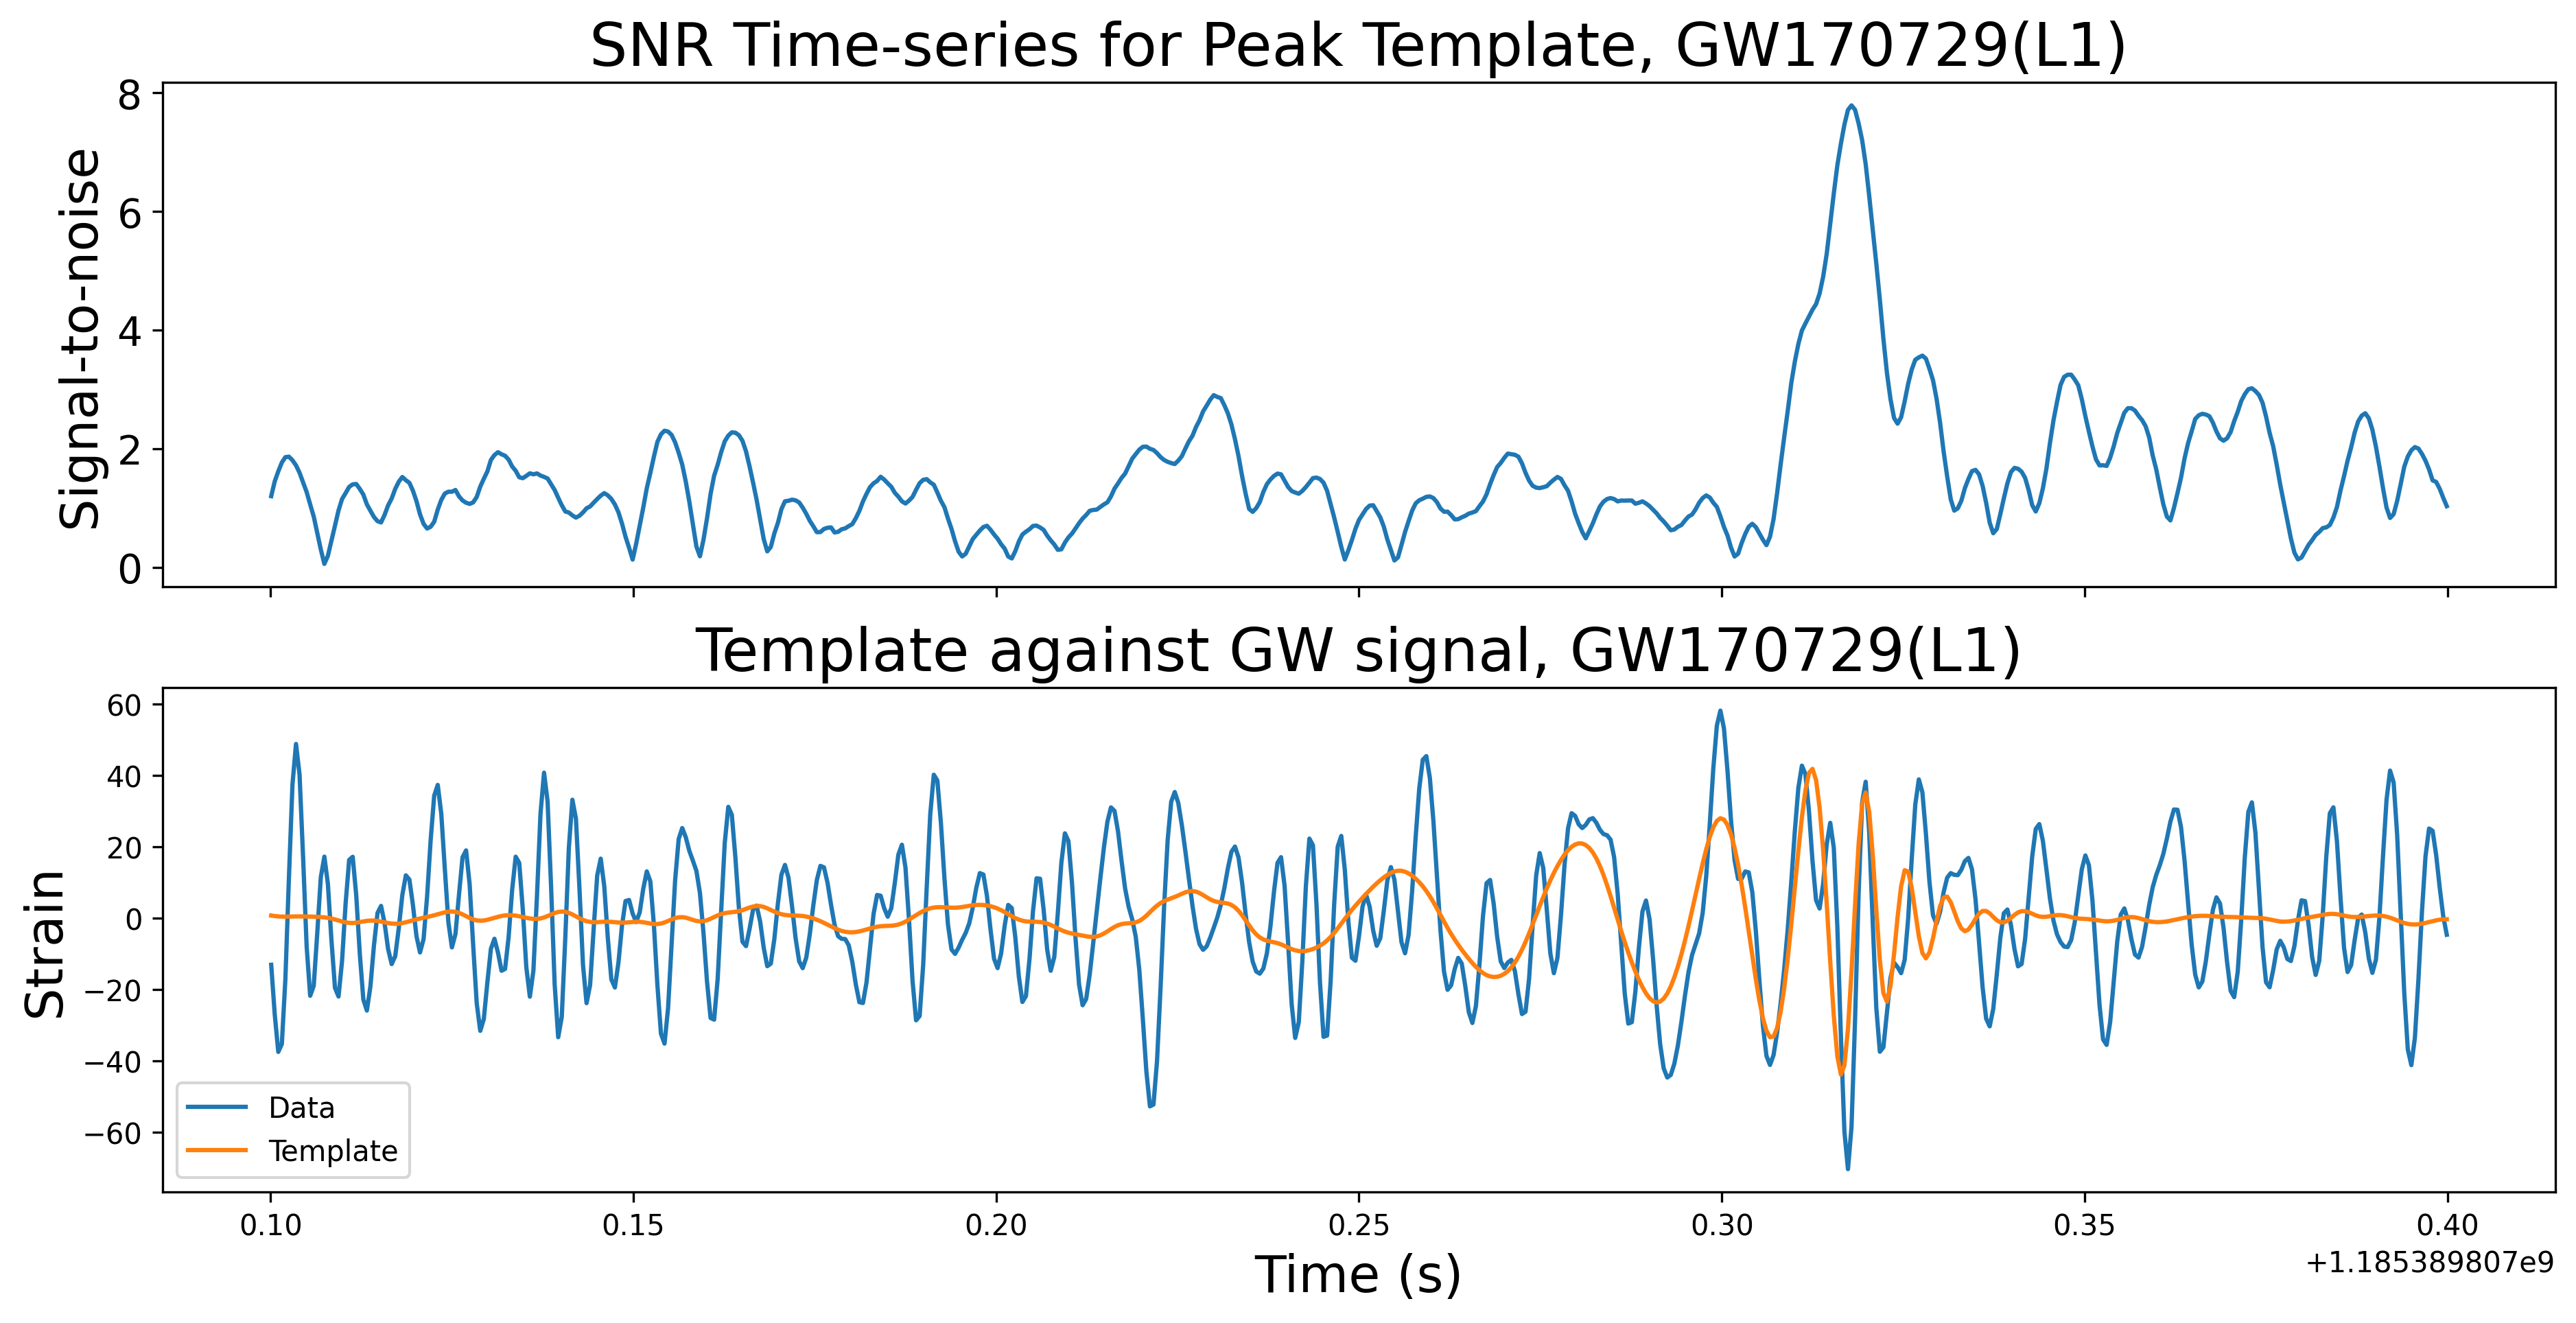 SNR Time-series for Peak Template, GW170729(L1)
8
6
4
2
0
Signal-to-noise
Template against GW signal, GW170729(L1)
60
40
20
0
−20
−40
−60
Strain
Data
Template
0.10 0.15 0.20 0.25 0.30 0.35 0.40
+1.185389807e9
Time (s)